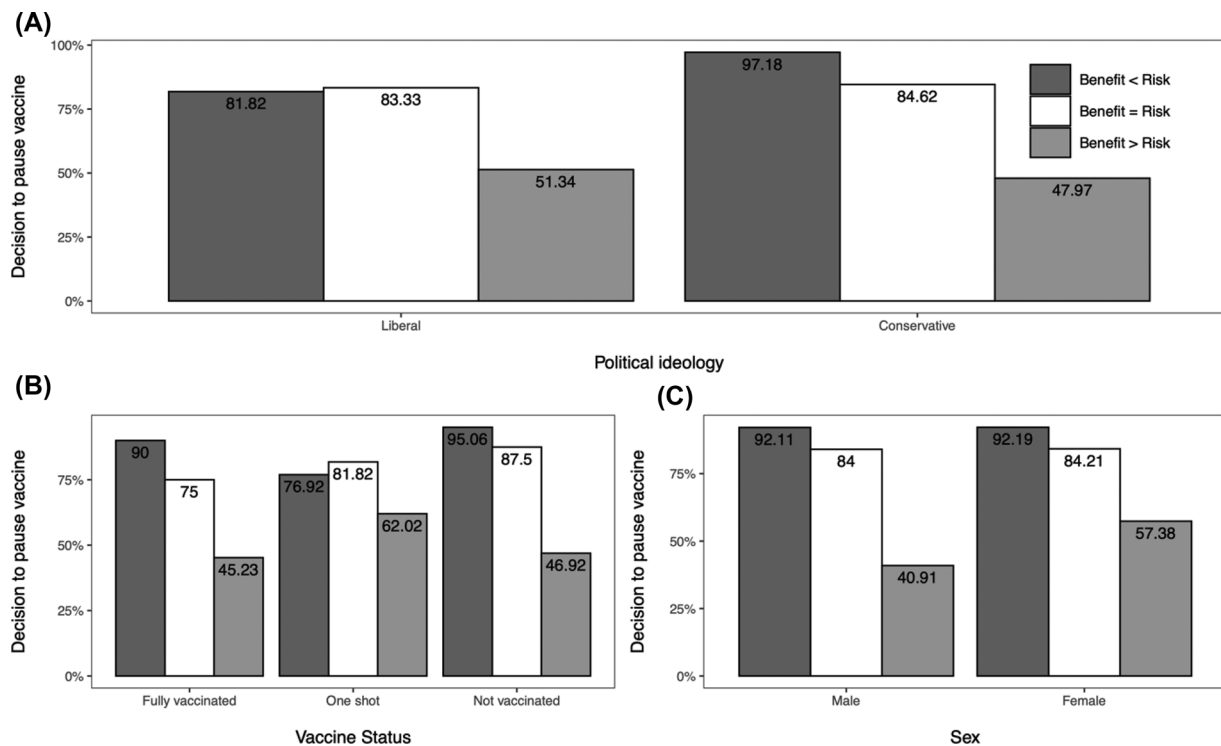 (A)
Decision to pause vaccine
100%
75%
50%
25%
0%
81.82
83.33
51.34
97.18
84.62
47.97
Benefit < Risk
Benefit = Risk
Benefit > Risk
Liberal
Conservative
Political ideology
(B)
Decision to pause vaccine
75%
50%
25%
0%
90
75
45.23
76.92
81.82
62.02
95.06
87.5
46.92
Fully vaccinated
One shot
Not vaccinated
Vaccine Status
(C)
Decision to pause vaccine
75%
50%
25%
0%
92.11
84
40.91
92.19
84.21
57.38
Male
Female
Sex